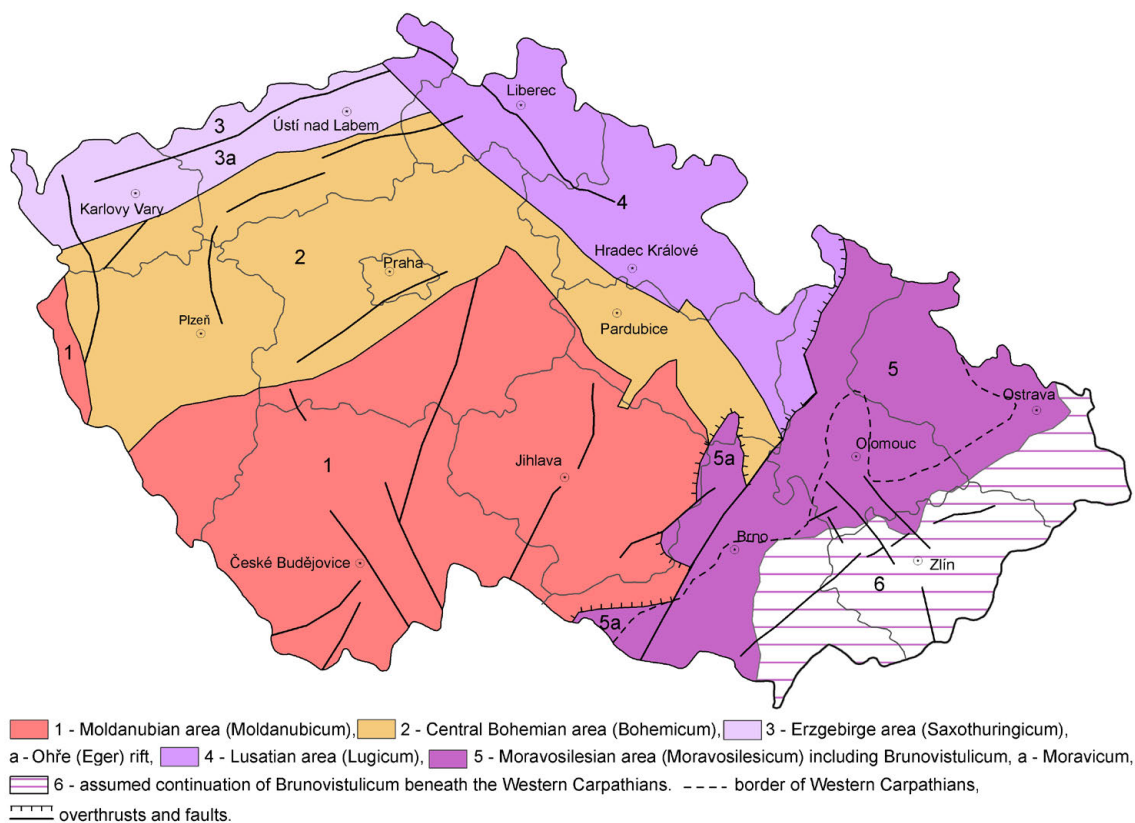 Liberec
3
Ústí nad Labem
3a
Karlovy Vary
4
Hradec Králové
2
Praha
Plzeň
Pardubice
1
5
Ostrava
Olomouc
5a
1
Jihlava
Brno
České Budějovice
Zlín
6
5a
1 - Moldanubian area (Moldanubicum), 2 - Central Bohemian area (Bohemicum), 3 - Erzgebirge area (Saxothuringicum),
a - Ohře (Eger) rift, 4 - Lusatian area (Lugicum), 5 - Moravosilesian area (Moravosilesicum) including Brunovistulicum, a - Moravicum,
6 - assumed continuation of Brunovistulicum beneath the Western Carpathians. border of Western Carpathians,
overthrusts and faults.